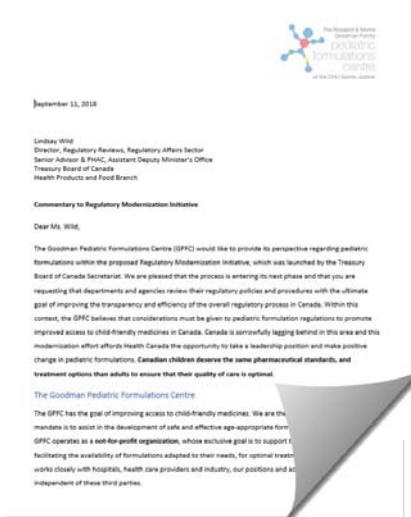 The Rosalind & Morris
Goodman Family
pediatric
formulations
centre
of the CHU Sainte-Justine
September 11, 2018
Lindsay Wild
Director, Regulatory Reviews, Regulatory Affairs Sector
Senior Advisor & PHAC, Assistant Deputy Minister's Office
Treasury Board of Canada
Health Products and Food Branch
Commentary to Regulatory Modernization Initiative
Dear Ms. Wild,
The Goodman Pediatric Formulations Centre (GPFC) would like to provide its perspective regarding pediatric
formulations within the proposed Regulatory Modernization Initiative, which was launched by the Treasury
Board of Canada Secretariat. We are pleased that the process is entering its next phase and that you are
requesting that departments and agencies review their regulatory policies and procedures with the ultimate
goal of improving the transparency and efficiency of the overall regulatory process in Canada. Within this
context, the GPFC believes that considerations must be given to pediatric formulation regulations to promote
improved access to child-friendly medicines in Canada. Canada is sorrowfully lagging behind in this area and this
modernization effort affords Health Canada the opportunity to take a leadership position and make positive
change in pediatric formulations. Canadian children deserve the same pharmaceutical standards, and
treatment options than adults to ensure that their quality of care is optimal.
The Goodman Pediatric Formulations Centre
The GPFC has the goal of improving access to child-friendly medicines. We are the
mandate is to assist in the development of safe and effective age-appropriate form
GPFC operates as a not-for-profit organization, whose exclusive goal is to support t
facilitating the availability of formulations adapted to their needs, for optimal treatm
works closely with hospitals, health care providers and industry, our positions and ac
independent of these third parties.